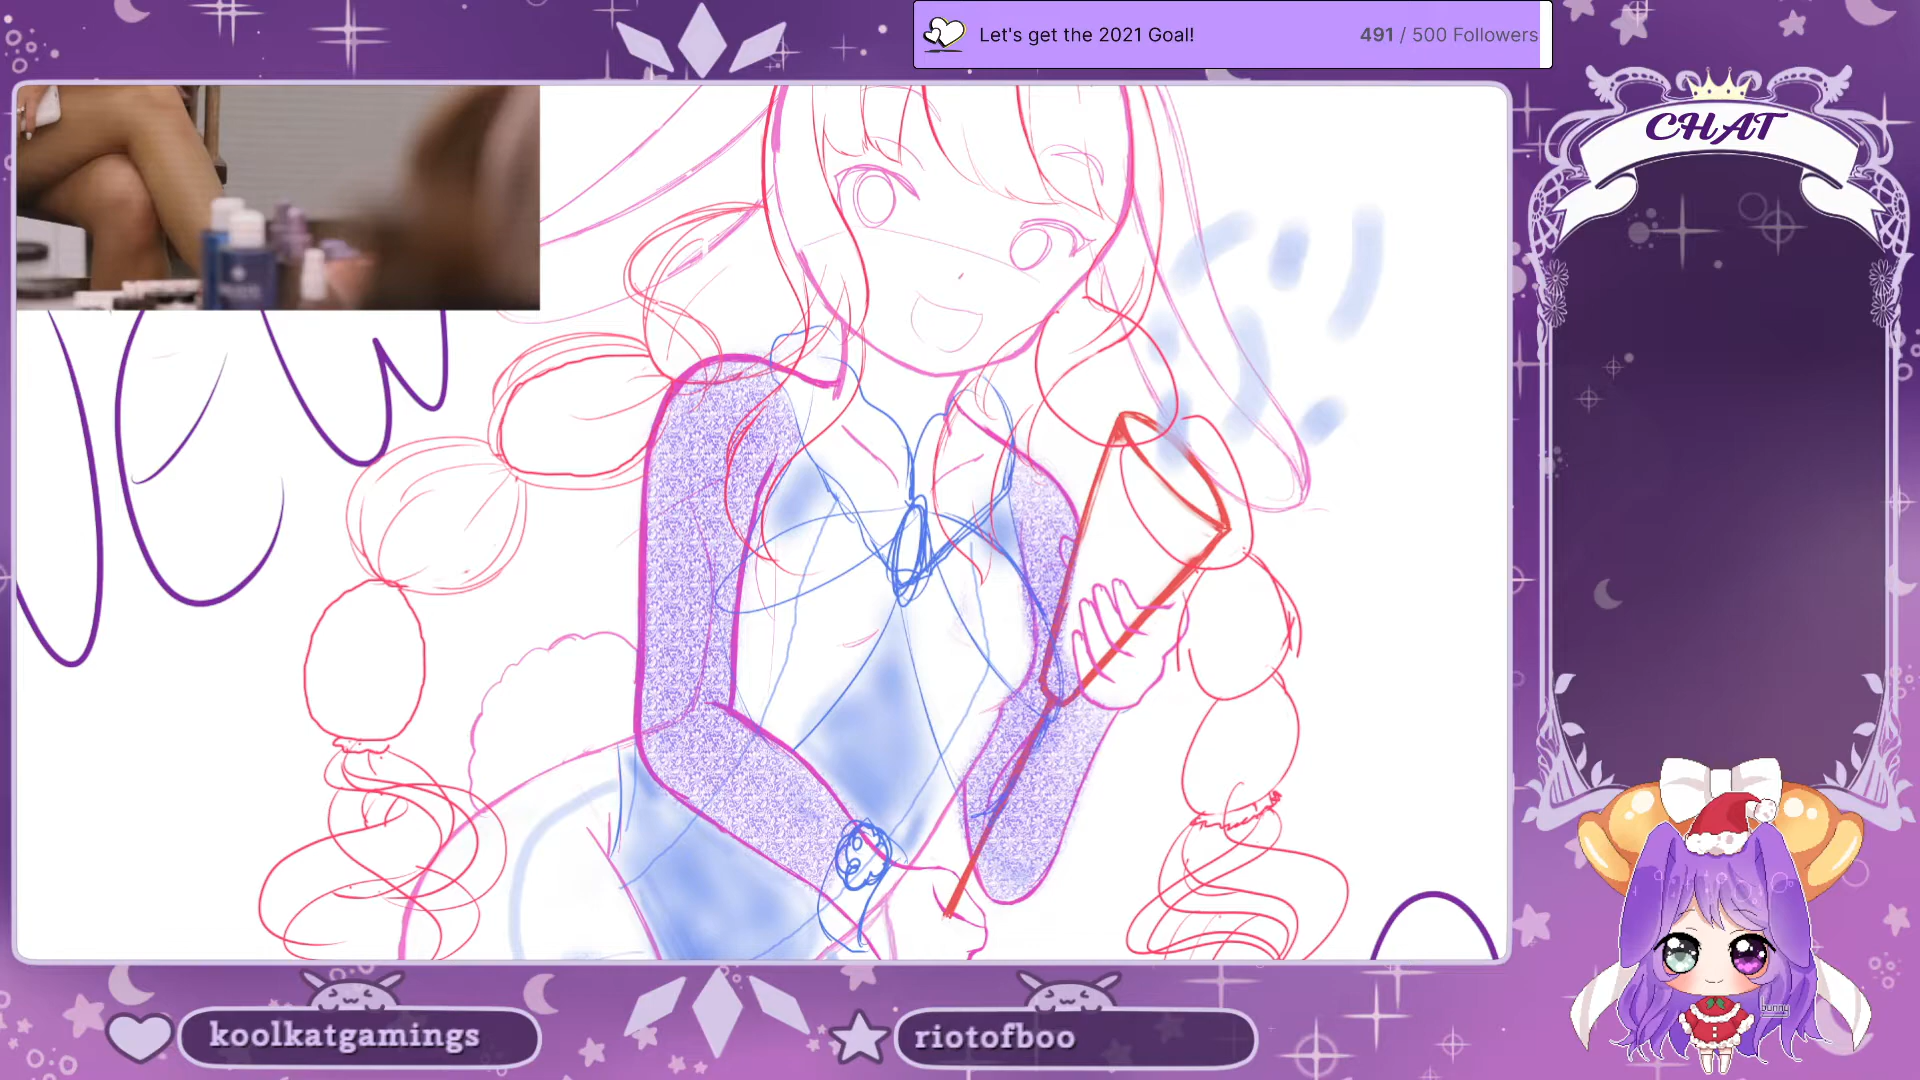 Let's get the 2021 Goal!
491 / 500 Followers
CHAT
koolkatgamings
riotofboo